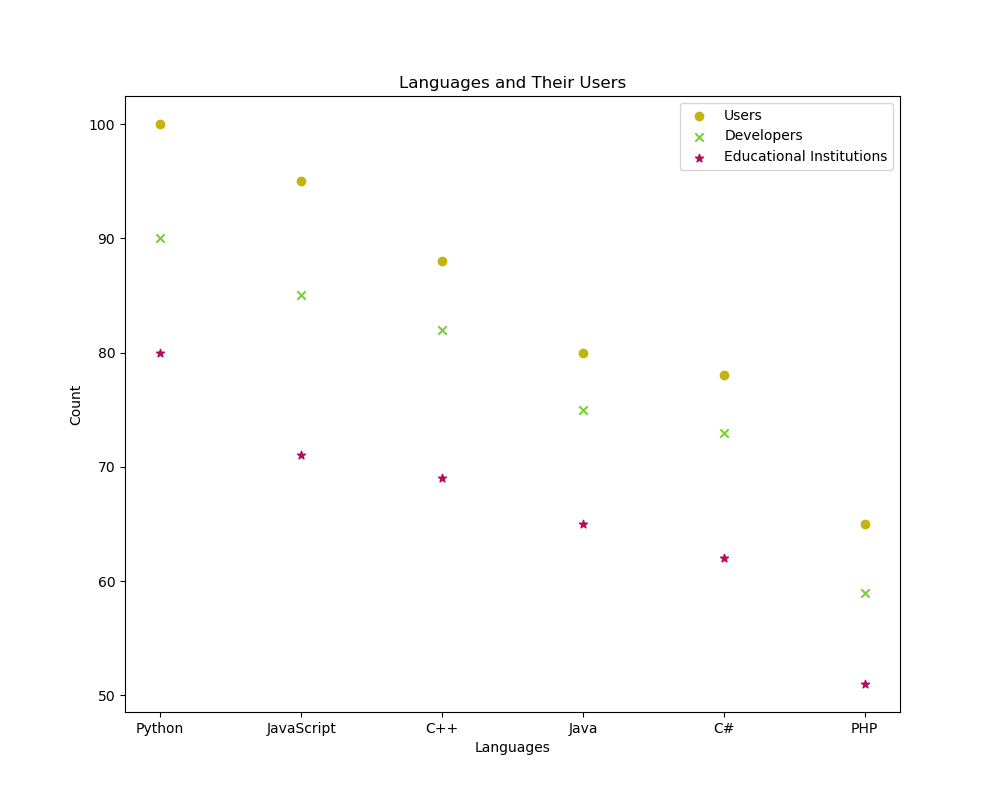 Languages and Their Users
Users
Developers
Educational Institutions
Count
100
90
80
70
60
50
Python JavaScript C++ Java C# PHP
Languages